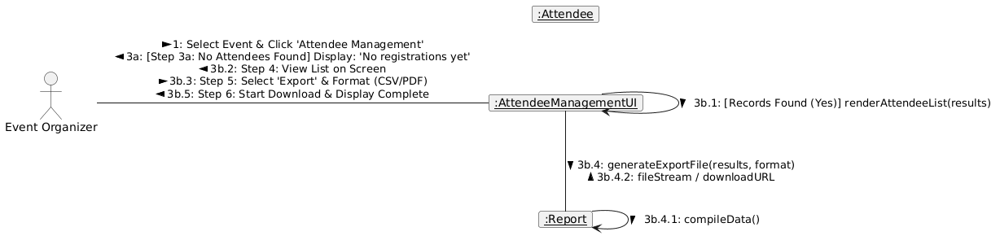 :Attendee
1: Select Event & Click 'Attendee Management'
3a: [Step 3a: No Attendees Found] Display: 'No registrations yet'
3b.2: Step 4: View List on Screen
3b.3: Step 5: Select 'Export' & Format (CSV/PDF)
3b.5: Step 6: Start Download & Display Complete
Event Organizer
:AttendeeManagementUI
3b.1: [Records Found (Yes)] renderAttendeeList(results)
3b.4: generateExportFile(results, format)
3b.4.2: fileStream / downloadURL
:Report
3b.4.1: compileData()